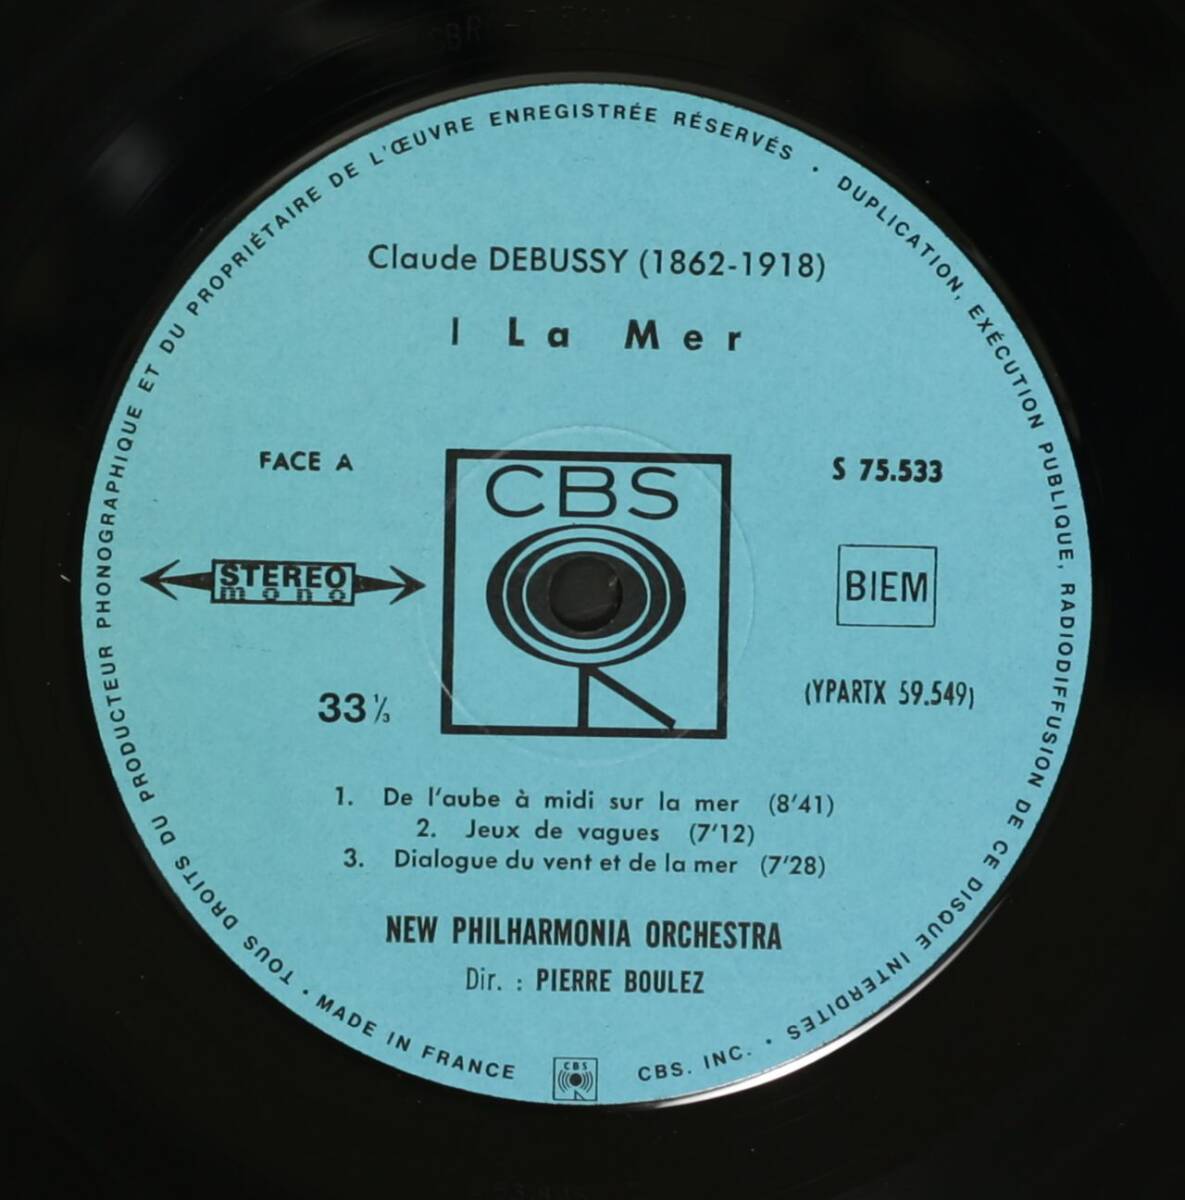 TOUS DROITS DU PRODUCTEUR PHONOGRAPHIQUE ET DU PROPRIÉTAIRE DE L'ŒUVRE ENREGISTRÉE RÉSERVÉS · DUPLICATION, EXÉCUTION PUBLIQUE, RADIODIFFUSION DE CE DISQUE INTERDITES ·
Claude DEBUSSY (1862-1918)
I La Mer
FACE A
CBS
S 75.533
STEREO
mono
BIEM
33 1/3
(YPARTX 59.549)
1. De l'aube à midi sur la mer (8'41)
2. Jeux de vagues (7'12)
3. Dialogue du vent et de la mer (7'28)
NEW PHILHARMONIA ORCHESTRA
Dir. : PIERRE BOULEZ
· MADE IN FRANCE
CBS
CBS. INC.